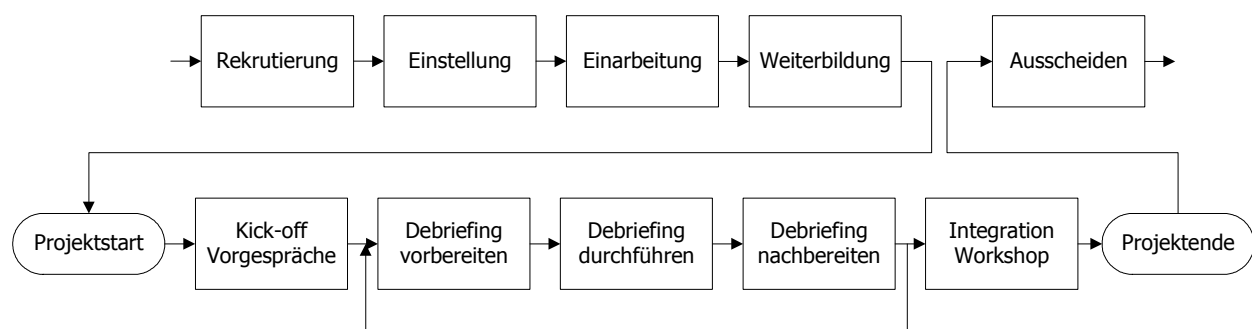 Rekrutierung
Einstellung
Einarbeitung
Weiterbildung
Ausscheiden
Projektstart
Kick-off
Vorgespräche
Debriefing
vorbereiten
Debriefing
durchführen
Debriefing
nachbereiten
Integration
Workshop
Projektende